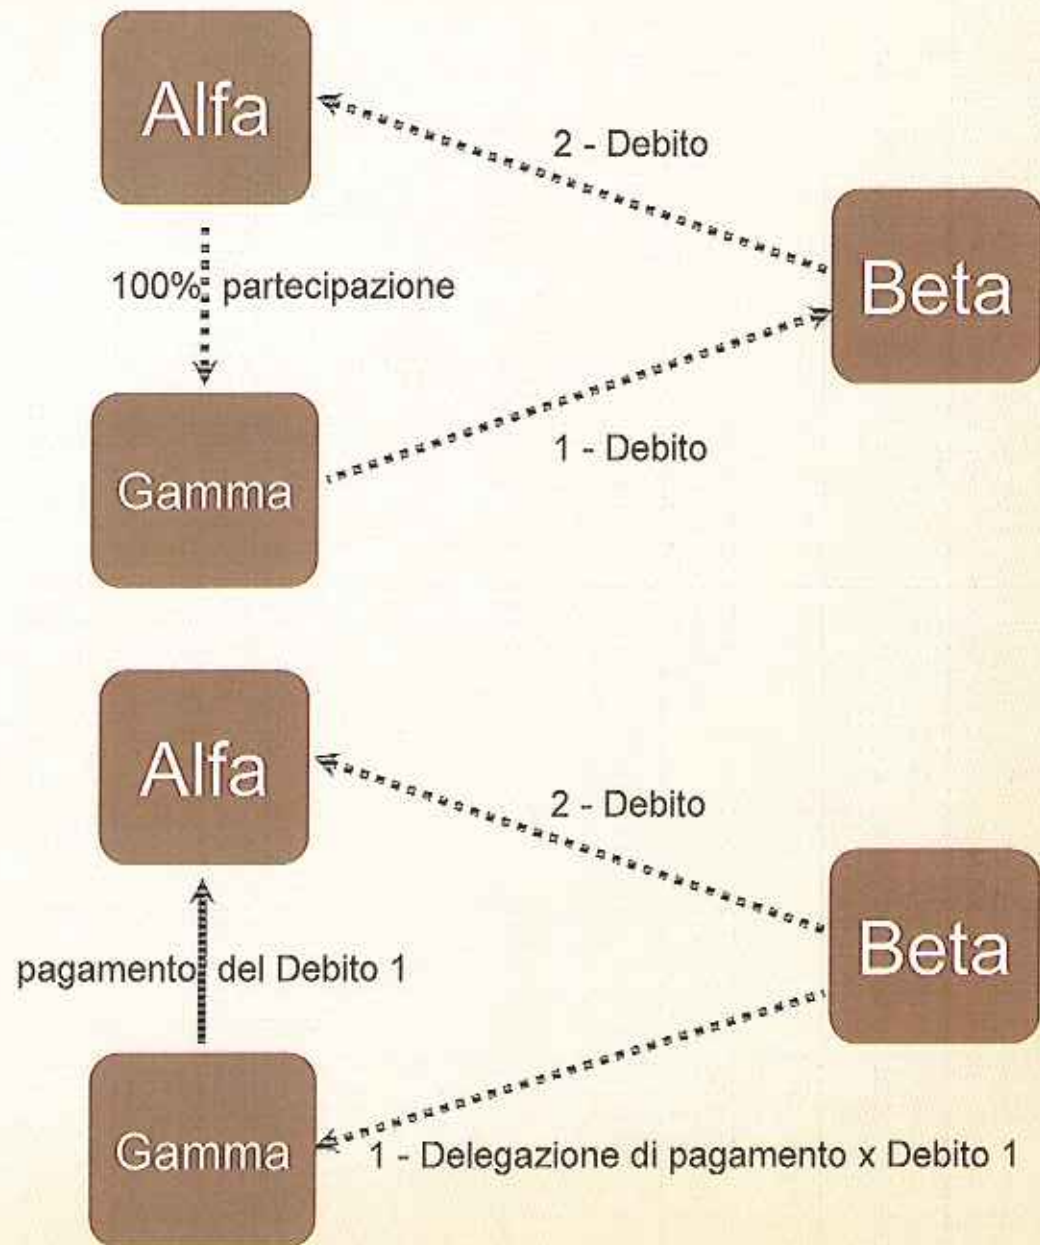 Alfa
2 - Debito
Beta
100% partecipazione
1 - Debito
Gamma
Alfa
2 - Debito
Beta
pagamento del Debito 1
Gamma
1 - Delegazione di pagamento x Debito 1